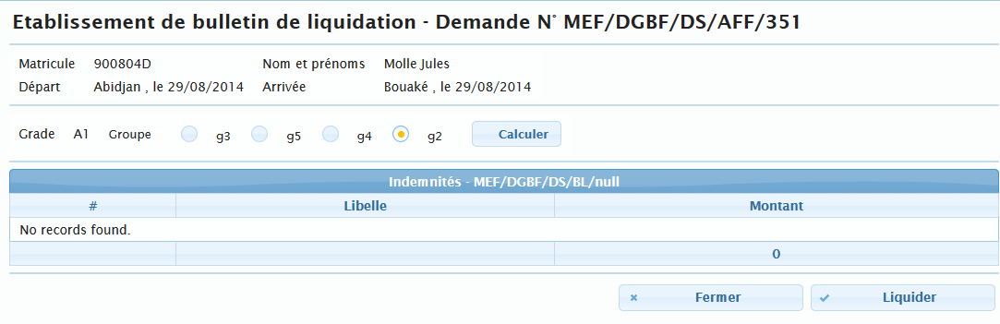 Etablissement de bulletin de liquidation - Demande N° MEF/DGBF/DS/AFF/351
Matricule 900804D Nom et prénoms Molle Jules
Départ Abidjan , le 29/08/2014 Arrivée Bouaké , le 29/08/2014
Grade A1 Groupe g3 g5 g4 g2 Calculer
Indemnités - MEF/DGBF/DS/BL/null
# Libelle Montant
No records found.
0
Fermer Liquider